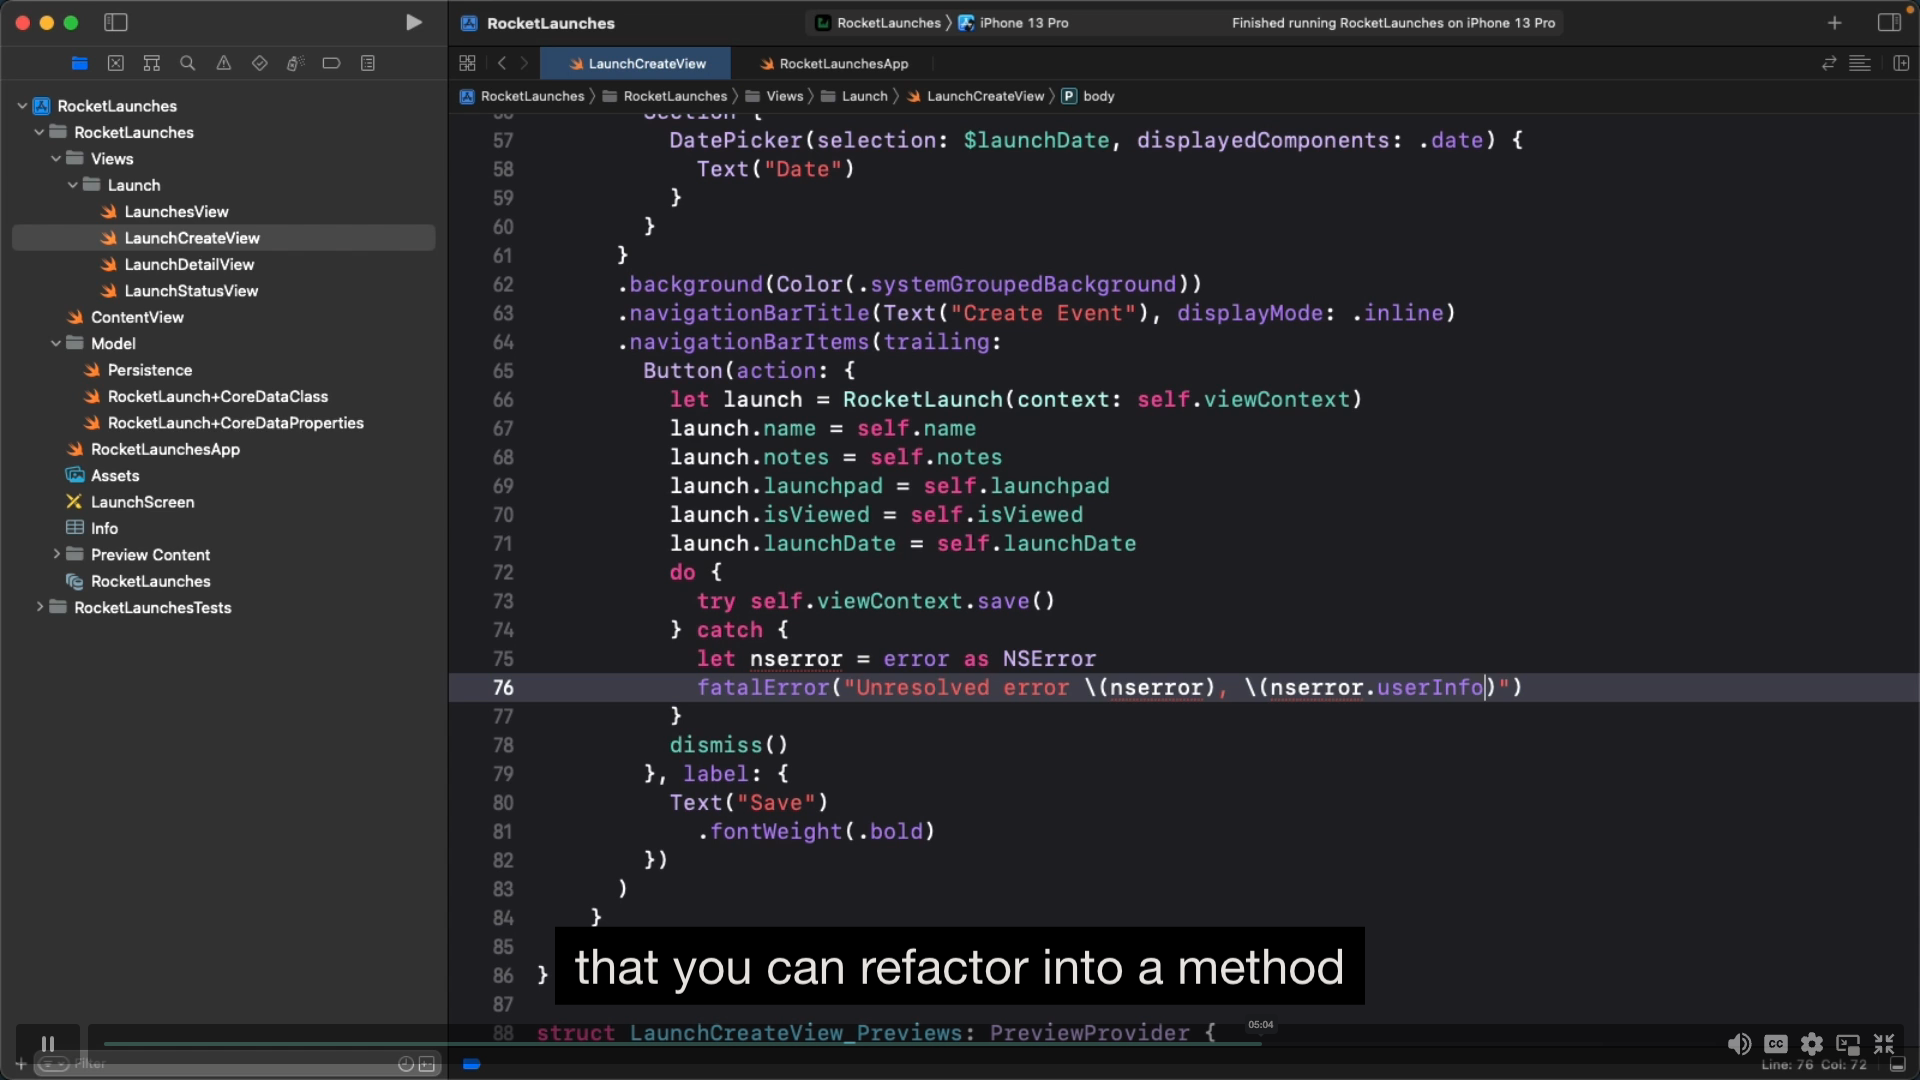 RocketLaunches
RocketLaunches
iPhone 13 Pro
Finished running RocketLaunches on iPhone 13 Pro
LaunchCreateView
RocketLaunchesApp
RocketLaunches
RocketLaunches
Views
Launch
LaunchCreateView
P
body
RocketLaunches
RocketLaunches
Views
Launch
LaunchesView
LaunchCreateView
LaunchDetailView
LaunchStatusView
ContentView
Model
Persistence
RocketLaunch+CoreDataClass
RocketLaunch+CoreDataProperties
RocketLaunchesApp
Assets
LaunchScreen
Info
Preview Content
RocketLaunches
RocketLaunchesTests
Filter
56 Section {
57 DatePicker(selection: $launchDate, displayedComponents: .date) {
58 Text("Date")
59 }
60 }
61 }
62 .background(Color(.systemGroupedBackground))
63 .navigationBarTitle(Text("Create Event"), displayMode: .inline)
64 .navigationBarItems(trailing:
65 Button(action: {
66 let launch = RocketLaunch(context: self.viewContext)
67 launch.name = self.name
68 launch.notes = self.notes
69 launch.launchpad = self.launchpad
70 launch.isViewed = self.isViewed
71 launch.launchDate = self.launchDate
72 do {
73 try self.viewContext.save()
74 } catch {
75 let nserror = error as NSError
76 fatalError("Unresolved error \(nserror), \(nserror.userInfo)")
77 }
78 dismiss()
79 }, label: {
80 Text("Save")
81 .fontWeight(.bold)
82 })
83 )
84 }
85
86 }
87
88 struct LaunchCreateView_Previews: PreviewProvider {
that you can refactor into a method
05:04
CC
Line: 76 Col: 72